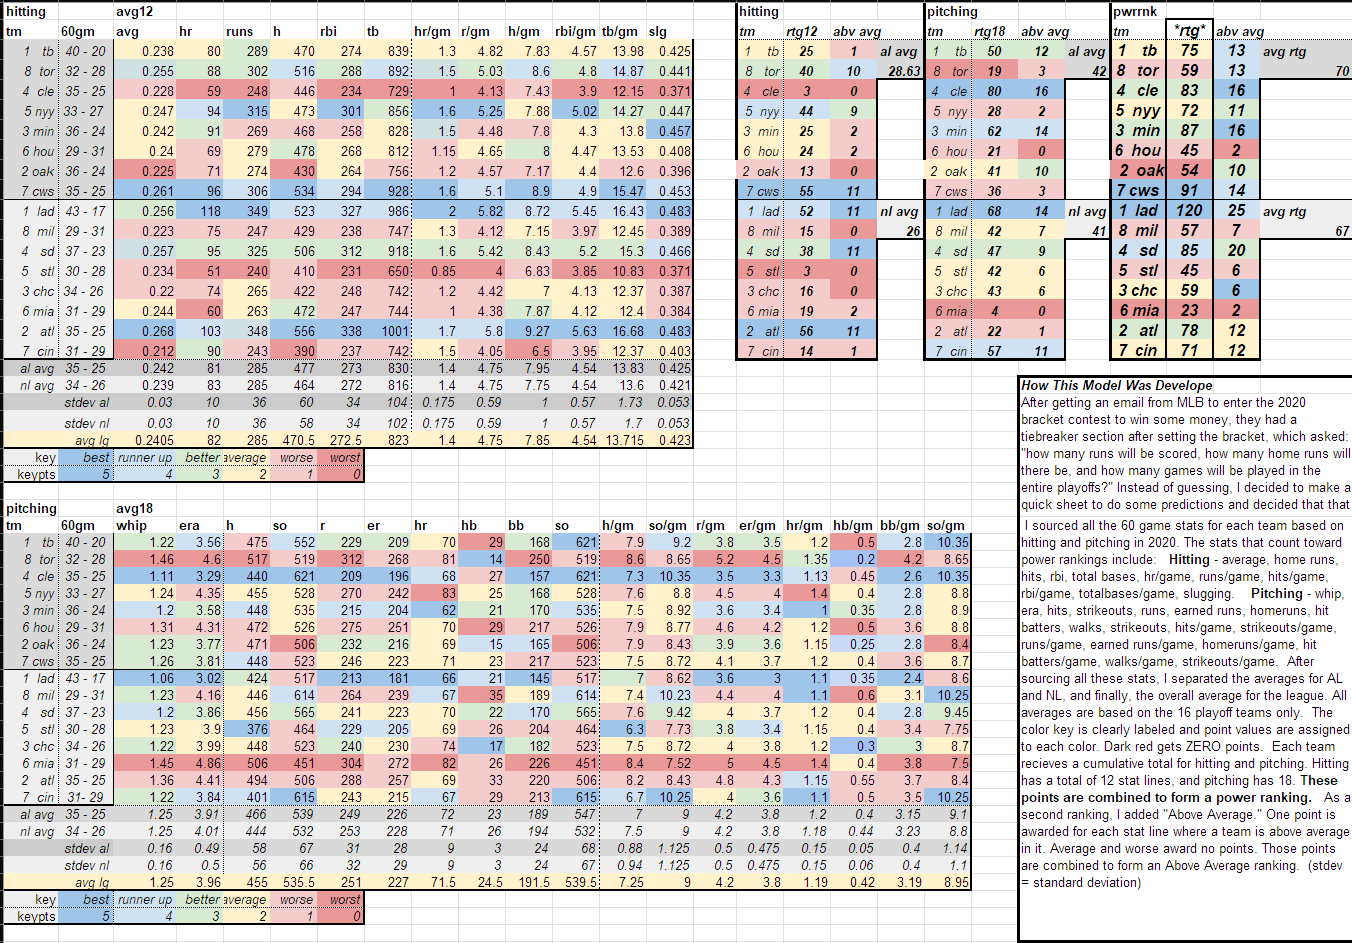 hitting avg12
tm 60gm avg hr runs h rbi tb hr/gm r/gm h/gm rbi/gm tb/gm slg
1 tb 40 - 20 0.238 80 289 470 274 839 1.3 4.82 7.83 4.57 13.98 0.425
8 tor 32 - 28 0.255 88 302 516 288 892 1.5 5.03 8.6 4.8 14.87 0.441
4 cle 35 - 25 0.228 59 248 446 234 729 1 4.13 7.43 3.9 12.15 0.371
5 nyy 33 - 27 0.247 94 315 473 301 856 1.6 5.25 7.88 5.02 14.27 0.447
3 min 36 - 24 0.242 91 269 468 258 828 1.5 4.48 7.8 4.3 13.8 0.457
6 hou 29 - 31 0.24 69 279 478 268 812 1.15 4.65 8 4.47 13.53 0.408
2 oak 36 - 24 0.225 71 274 430 264 756 1.2 4.57 7.17 4.4 12.6 0.396
7 cws 35 - 25 0.261 96 306 534 294 928 1.6 5.1 8.9 4.9 15.47 0.453
1 lad 43 - 17 0.256 118 349 523 327 986 2 5.82 8.72 5.45 16.43 0.483
8 mil 29 - 31 0.223 75 247 429 238 747 1.3 4.12 7.15 3.97 12.45 0.389
4 sd 37 - 23 0.257 95 325 506 312 918 1.6 5.42 8.43 5.2 15.3 0.466
5 stl 30 - 28 0.234 51 240 410 231 650 0.85 4 6.83 3.85 10.83 0.371
3 chc 34 - 26 0.22 74 265 422 248 742 1.2 4.42 7 4.13 12.37 0.387
6 mia 31 - 29 0.244 60 263 472 247 744 1 4.38 7.87 4.12 12.4 0.384
2 atl 35 - 25 0.268 103 348 556 338 1001 1.7 5.8 9.27 5.63 16.68 0.483
7 cin 31 - 29 0.212 90 243 390 237 742 1.5 4.05 6.5 3.95 12.37 0.403
al avg 35 - 25 0.242 81 285 477 273 830 1.4 4.75 7.95 4.54 13.83 0.425
nl avg 34 - 26 0.239 83 285 464 272 816 1.4 4.75 7.75 4.54 13.6 0.421
stdev al 0.03 10 36 60 34 104 0.175 0.59 1 0.57 1.73 0.053
stdev nl 0.03 10 36 58 34 102 0.175 0.59 1 0.57 1.7 0.053
avg lg 0.2405 82 285 470.5 272.5 823 1.4 4.75 7.85 4.54 13.715 0.423
key best runner up better average worse worst
keypts 5 4 3 2 1 0
hitting
tm rtg12 abv avg
1 tb 25 1 al avg
8 tor 40 10 28.63
4 cle 3 0
5 nyy 44 9
3 min 25 2
6 hou 24 2
2 oak 13 0
7 cws 55 11
1 lad 52 11 nl avg
8 mil 15 0 26
4 sd 38 11
5 stl 3 0
3 chc 16 0
6 mia 19 2
2 atl 56 11
7 cin 14 1
pitching
tm rtg18 abv avg
1 tb 50 12 al avg
8 tor 19 3 42
4 cle 80 16
5 nyy 28 2
3 min 62 14
6 hou 21 0
2 oak 41 10
7 cws 36 3
1 lad 68 14 nl avg
8 mil 42 7 41
4 sd 47 9
5 stl 42 6
3 chc 43 6
6 mia 4 0
2 atl 22 1
7 cin 57 11
pwrrnk
tm *rtg* abv avg
1 tb 75 13 avg rtg
8 tor 59 13 70
4 cle 83 16
5 nyy 72 11
3 min 87 16
6 hou 45 2
2 oak 54 10
7 cws 91 14
1 lad 120 25 avg rtg
8 mil 57 7 67
4 sd 85 20
5 stl 45 6
3 chc 59 6
6 mia 23 2
2 atl 78 12
7 cin 71 12
pitching avg18
tm 60gm whip era h so r er hr hb bb so h/gm so/gm r/gm er/gm hr/gm hb/gm bb/gm so/gm
1 tb 40 - 20 1.22 3.56 475 552 229 209 70 29 168 621 7.9 9.2 3.8 3.5 1.2 0.5 2.8 10.35
8 tor 32 - 28 1.46 4.6 517 519 312 268 81 14 250 519 8.6 8.65 5.2 4.5 1.35 0.2 4.2 8.65
4 cle 35 - 25 1.11 3.29 440 621 209 196 68 27 157 621 7.3 10.35 3.5 3.3 1.13 0.45 2.6 10.35
5 nyy 33 - 27 1.24 4.35 455 528 270 242 83 25 168 528 7.6 8.8 4.5 4 1.4 0.4 2.8 8.8
3 min 36 - 24 1.2 3.58 448 535 215 204 62 21 170 535 7.5 8.92 3.6 3.4 1 0.35 2.8 8.9
6 hou 29 - 31 1.31 4.31 472 526 275 251 70 29 217 526 7.9 8.77 4.6 4.2 1.2 0.5 3.6 8.8
2 oak 36 - 24 1.23 3.77 471 506 232 216 69 15 165 506 7.9 8.43 3.9 3.6 1.15 0.25 2.8 8.4
7 cws 35 - 25 1.26 3.81 448 523 246 223 71 23 217 523 7.5 8.72 4.1 3.7 1.2 0.4 3.6 8.7
1 lad 43 - 17 1.06 3.02 424 517 213 181 66 21 145 517 7 8.62 3.6 3 1.1 0.35 2.4 8.6
8 mil 29 - 31 1.23 4.16 446 614 264 239 67 35 189 614 7.4 10.23 4.4 4 1.1 0.6 3.1 10.25
4 sd 37 - 23 1.2 3.86 456 565 241 223 70 22 170 565 7.6 9.42 4 3.7 1.2 0.4 2.8 9.45
5 stl 30 - 28 1.23 3.9 376 464 229 205 69 26 204 464 6.3 7.73 3.8 3.4 1.15 0.4 3.4 7.75
3 chc 34 - 26 1.22 3.99 448 523 240 230 74 17 182 523 7.5 8.72 4 3.8 1.2 0.3 3 8.7
6 mia 31 - 29 1.45 4.86 506 451 304 272 82 26 226 451 8.4 7.52 5 4.5 1.4 0.4 3.8 7.5
2 atl 35 - 25 1.36 4.41 494 506 288 257 69 33 220 506 8.2 8.43 4.8 4.3 1.15 0.55 3.7 8.4
7 cin 31- 29 1.22 3.84 401 615 243 215 67 29 213 615 6.7 10.25 4 3.6 1.1 0.5 3.5 10.25
al avg 35 - 25 1.25 3.91 466 539 249 226 72 23 189 547 7 9 4.2 3.8 1.2 0.4 3.15 9.1
nl avg 34 - 26 1.25 4.01 444 532 253 228 71 26 194 532 7.5 9 4.2 3.8 1.18 0.44 3.23 8.8
stdev al 0.16 0.49 58 67 31 28 9 3 24 68 0.88 1.125 0.5 0.475 0.15 0.05 0.4 1.14
stdev nl 0.16 0.5 56 66 32 29 9 3 24 67 0.94 1.125 0.5 0.475 0.15 0.06 0.4 1.1
avg lg 1.25 3.96 455 535.5 251 227 71.5 24.5 191.5 539.5 7.25 9 4.2 3.8 1.19 0.42 3.19 8.95
key best runner up better average worse worst
keypts 5 4 3 2 1 0
How This Model Was Develope
After getting an email from MLB to enter the 2020
bracket contest to win some money, they had a
tiebreaker section after setting the bracket, which asked:
"how many runs will be scored, how many home runs will
there be, and how many games will be played in the
entire playoffs?" Instead of guessing, I decided to make a
quick sheet to do some predictions and decided that that
I sourced all the 60 game stats for each team based on
hitting and pitching in 2020. The stats that count toward
power rankings include: Hitting - average, home runs,
hits, rbi, total bases, hr/game, runs/game, hits/game,
rbi/game, totalbases/game, slugging. Pitching - whip,
era, hits, strikeouts, runs, earned runs, homeruns, hit
batters, walks, strikeouts, hits/game, strikeouts/game,
runs/game, earned runs/game, homeruns/game, hit
batters/game, walks/game, strikeouts/game. After
sourcing all these stats, I separated the averages for AL
and NL, and finally, the overall average for the league. All
averages are based on the 16 playoff teams only. The
color key is clearly labeled and point values are assigned
to each color. Dark red gets ZERO points. Each team
recieves a cumulative total for hitting and pitching. Hitting
has a total of 12 stat lines, and pitching has 18. These
points are combined to form a power ranking. As a
second ranking, I added "Above Average." One point is
awarded for each stat line where a team is above average
in it. Average and worse award no points. Those points
are combined to form an Above Average ranking. (stdev
= standard deviation)